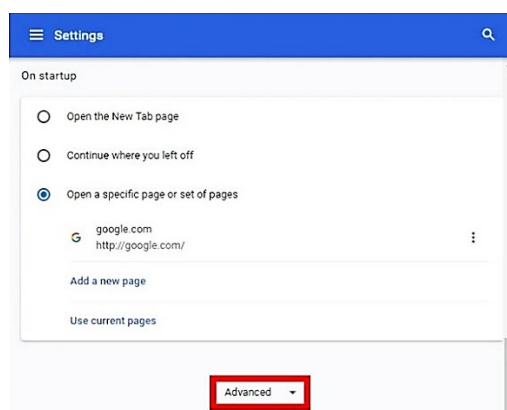 Settings
On startup
Open the New Tab page
Continue where you left off
Open a specific page or set of pages
google.com
http://google.com/
Add a new page
Use current pages
Advanced